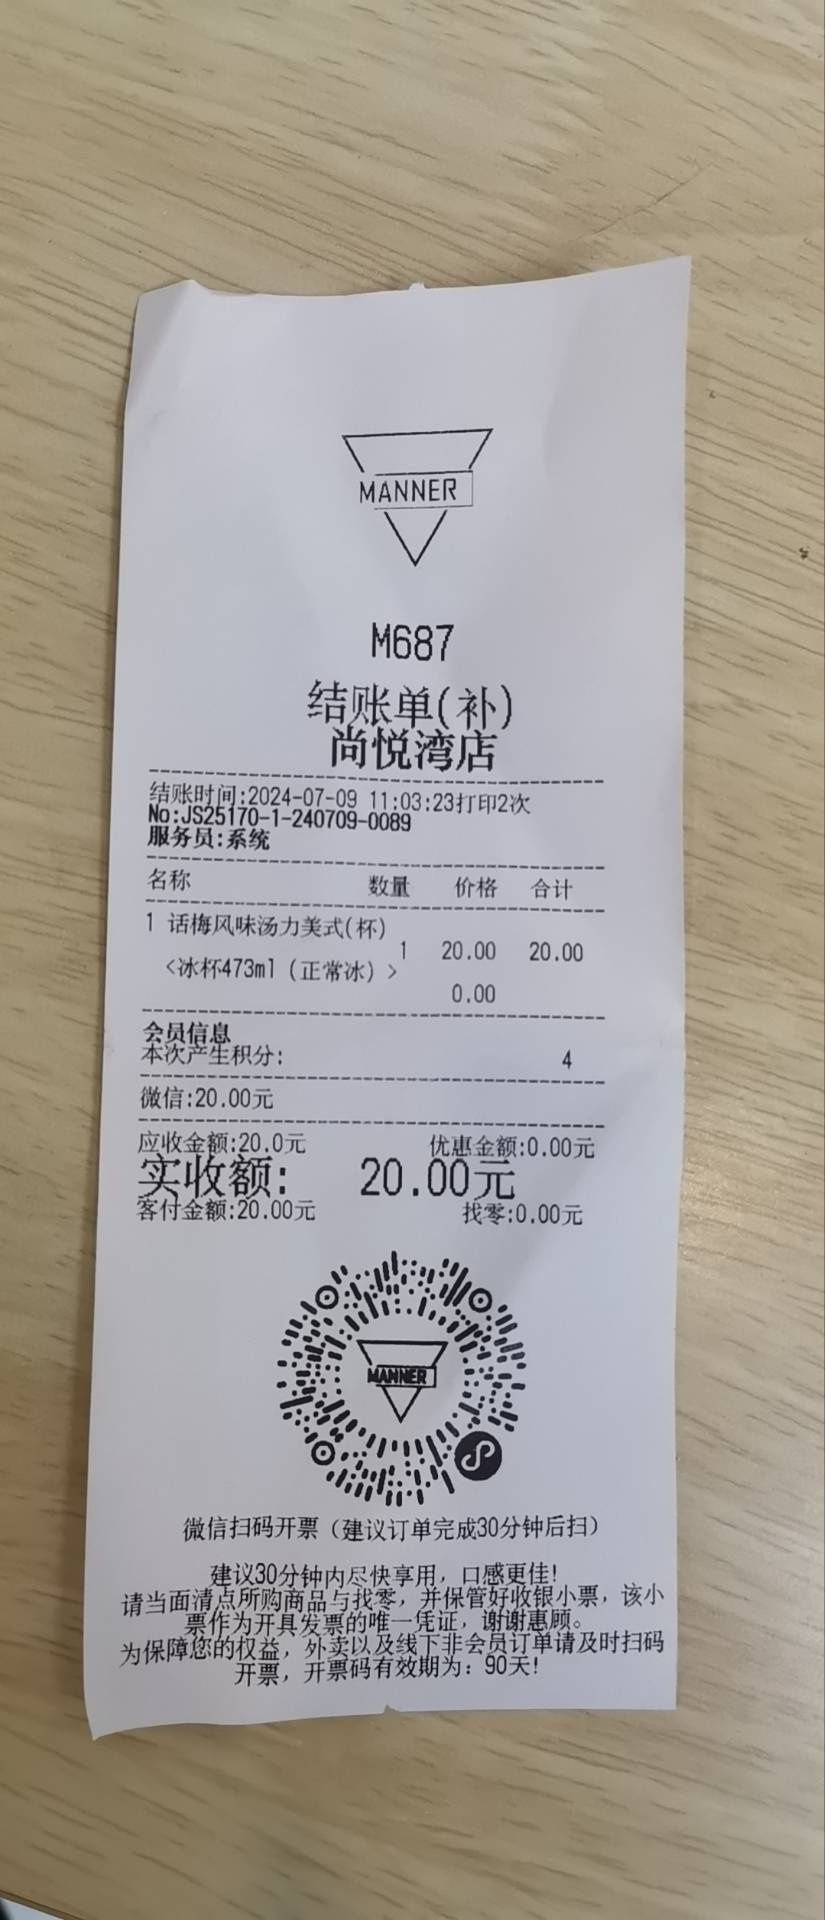 MANNER
M687
结账单(补)
尚悦湾店
结账时间:2024-07-09 11:03:23打印2次
No:JS25170-1-240709-0089
服务员:系统
名称 数量 价格 合计
1 话梅风味汤力美式(杯)
1 20.00 20.00
<冰杯473ml（正常冰）>
0.00
会员信息
本次产生积分: 4
微信:20.00元
应收金额:20.0元 优惠金额:0.00元
实收额: 20.00元
客付金额:20.00元 找零:0.00元
MANNER
微信扫码开票（建议订单完成30分钟后扫）
建议30分钟内尽快享用，口感更佳!
请当面清点所购商品与找零，并保管好收银小票，该小
票作为开具发票的唯一凭证，谢谢惠顾。
为保障您的权益，外卖以及线下非会员订单请及时扫码
开票，开票码有效期为：90天!